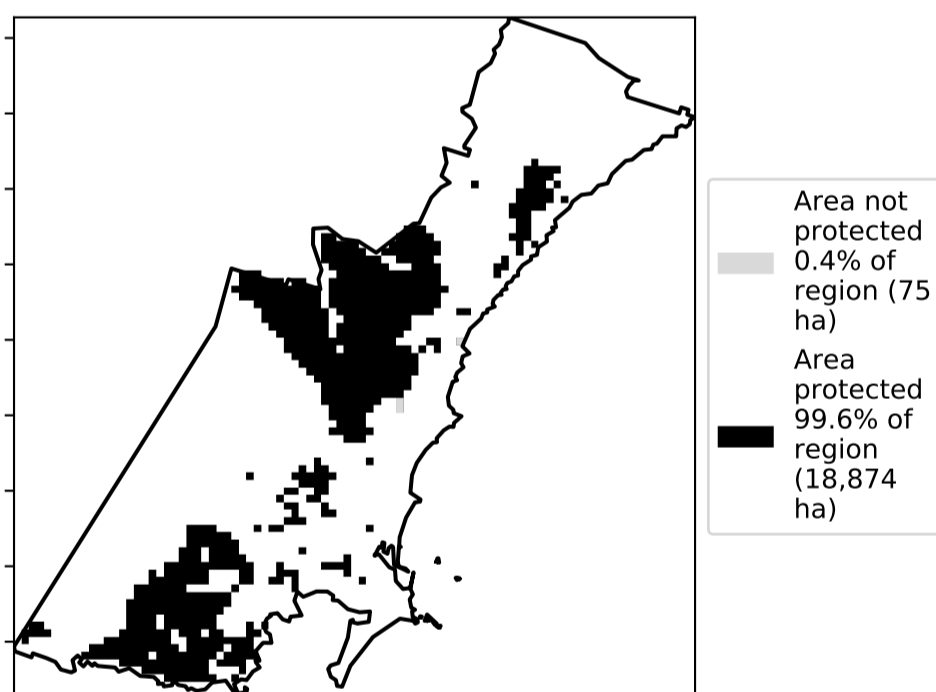 Area not
protected
0.4% of
region (75
ha)
Area
protected
99.6% of
region
(18,874
ha)